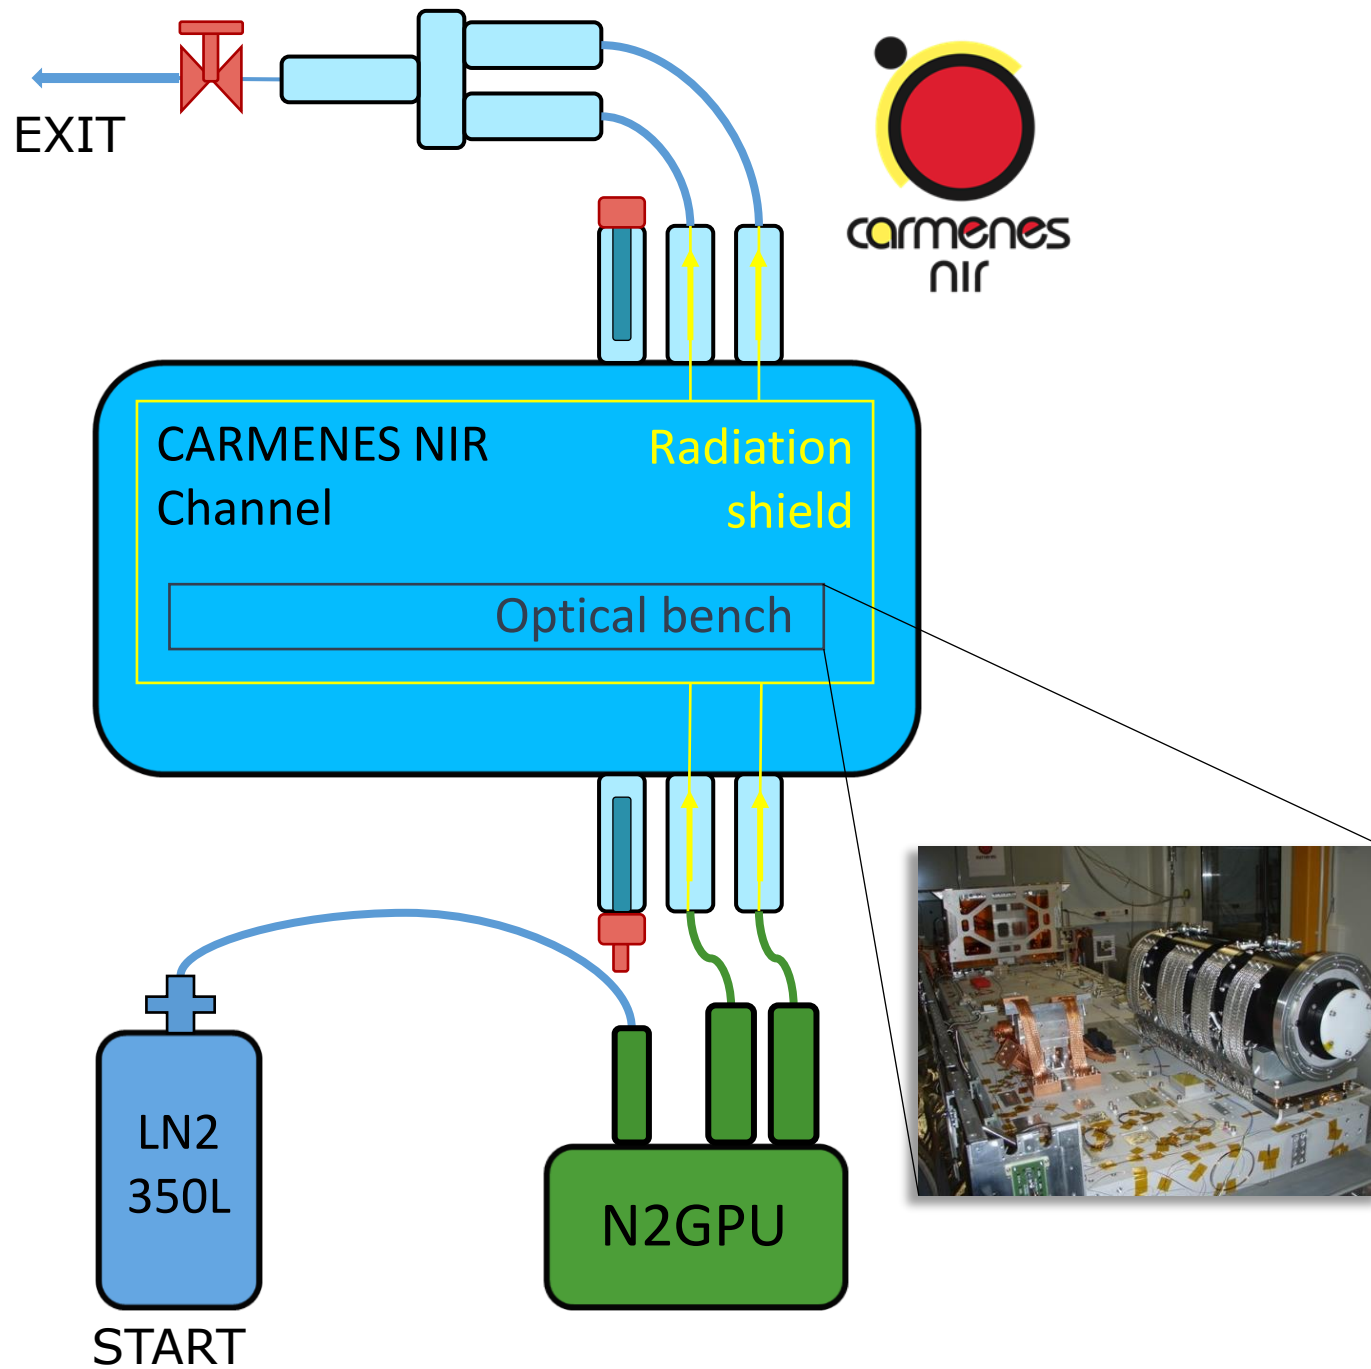 EXIT
carmenes
nir
CARMENES NIR
Channel
Radiation
shield
Optical bench
LN2
350L
N2GPU
START